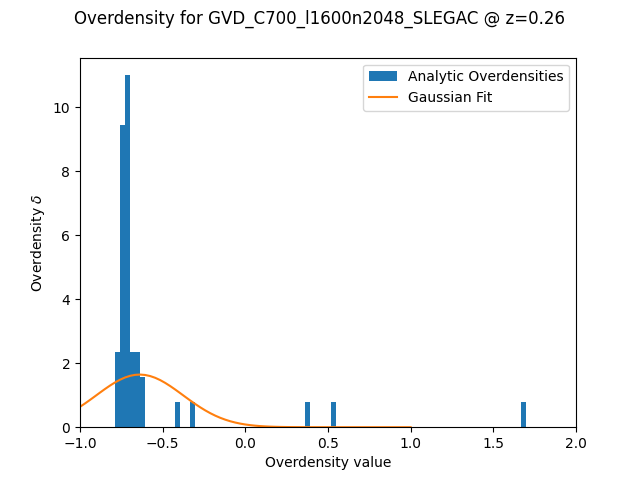 Overdensity for GVD_C700_l1600n2048_SLEGAC @ z=0.26
Analytic Overdensities
Gaussian Fit
Overdensity δ
10
8
6
4
2
0
−1.0 −0.5 0.0 0.5 1.0 1.5 2.0
Overdensity value